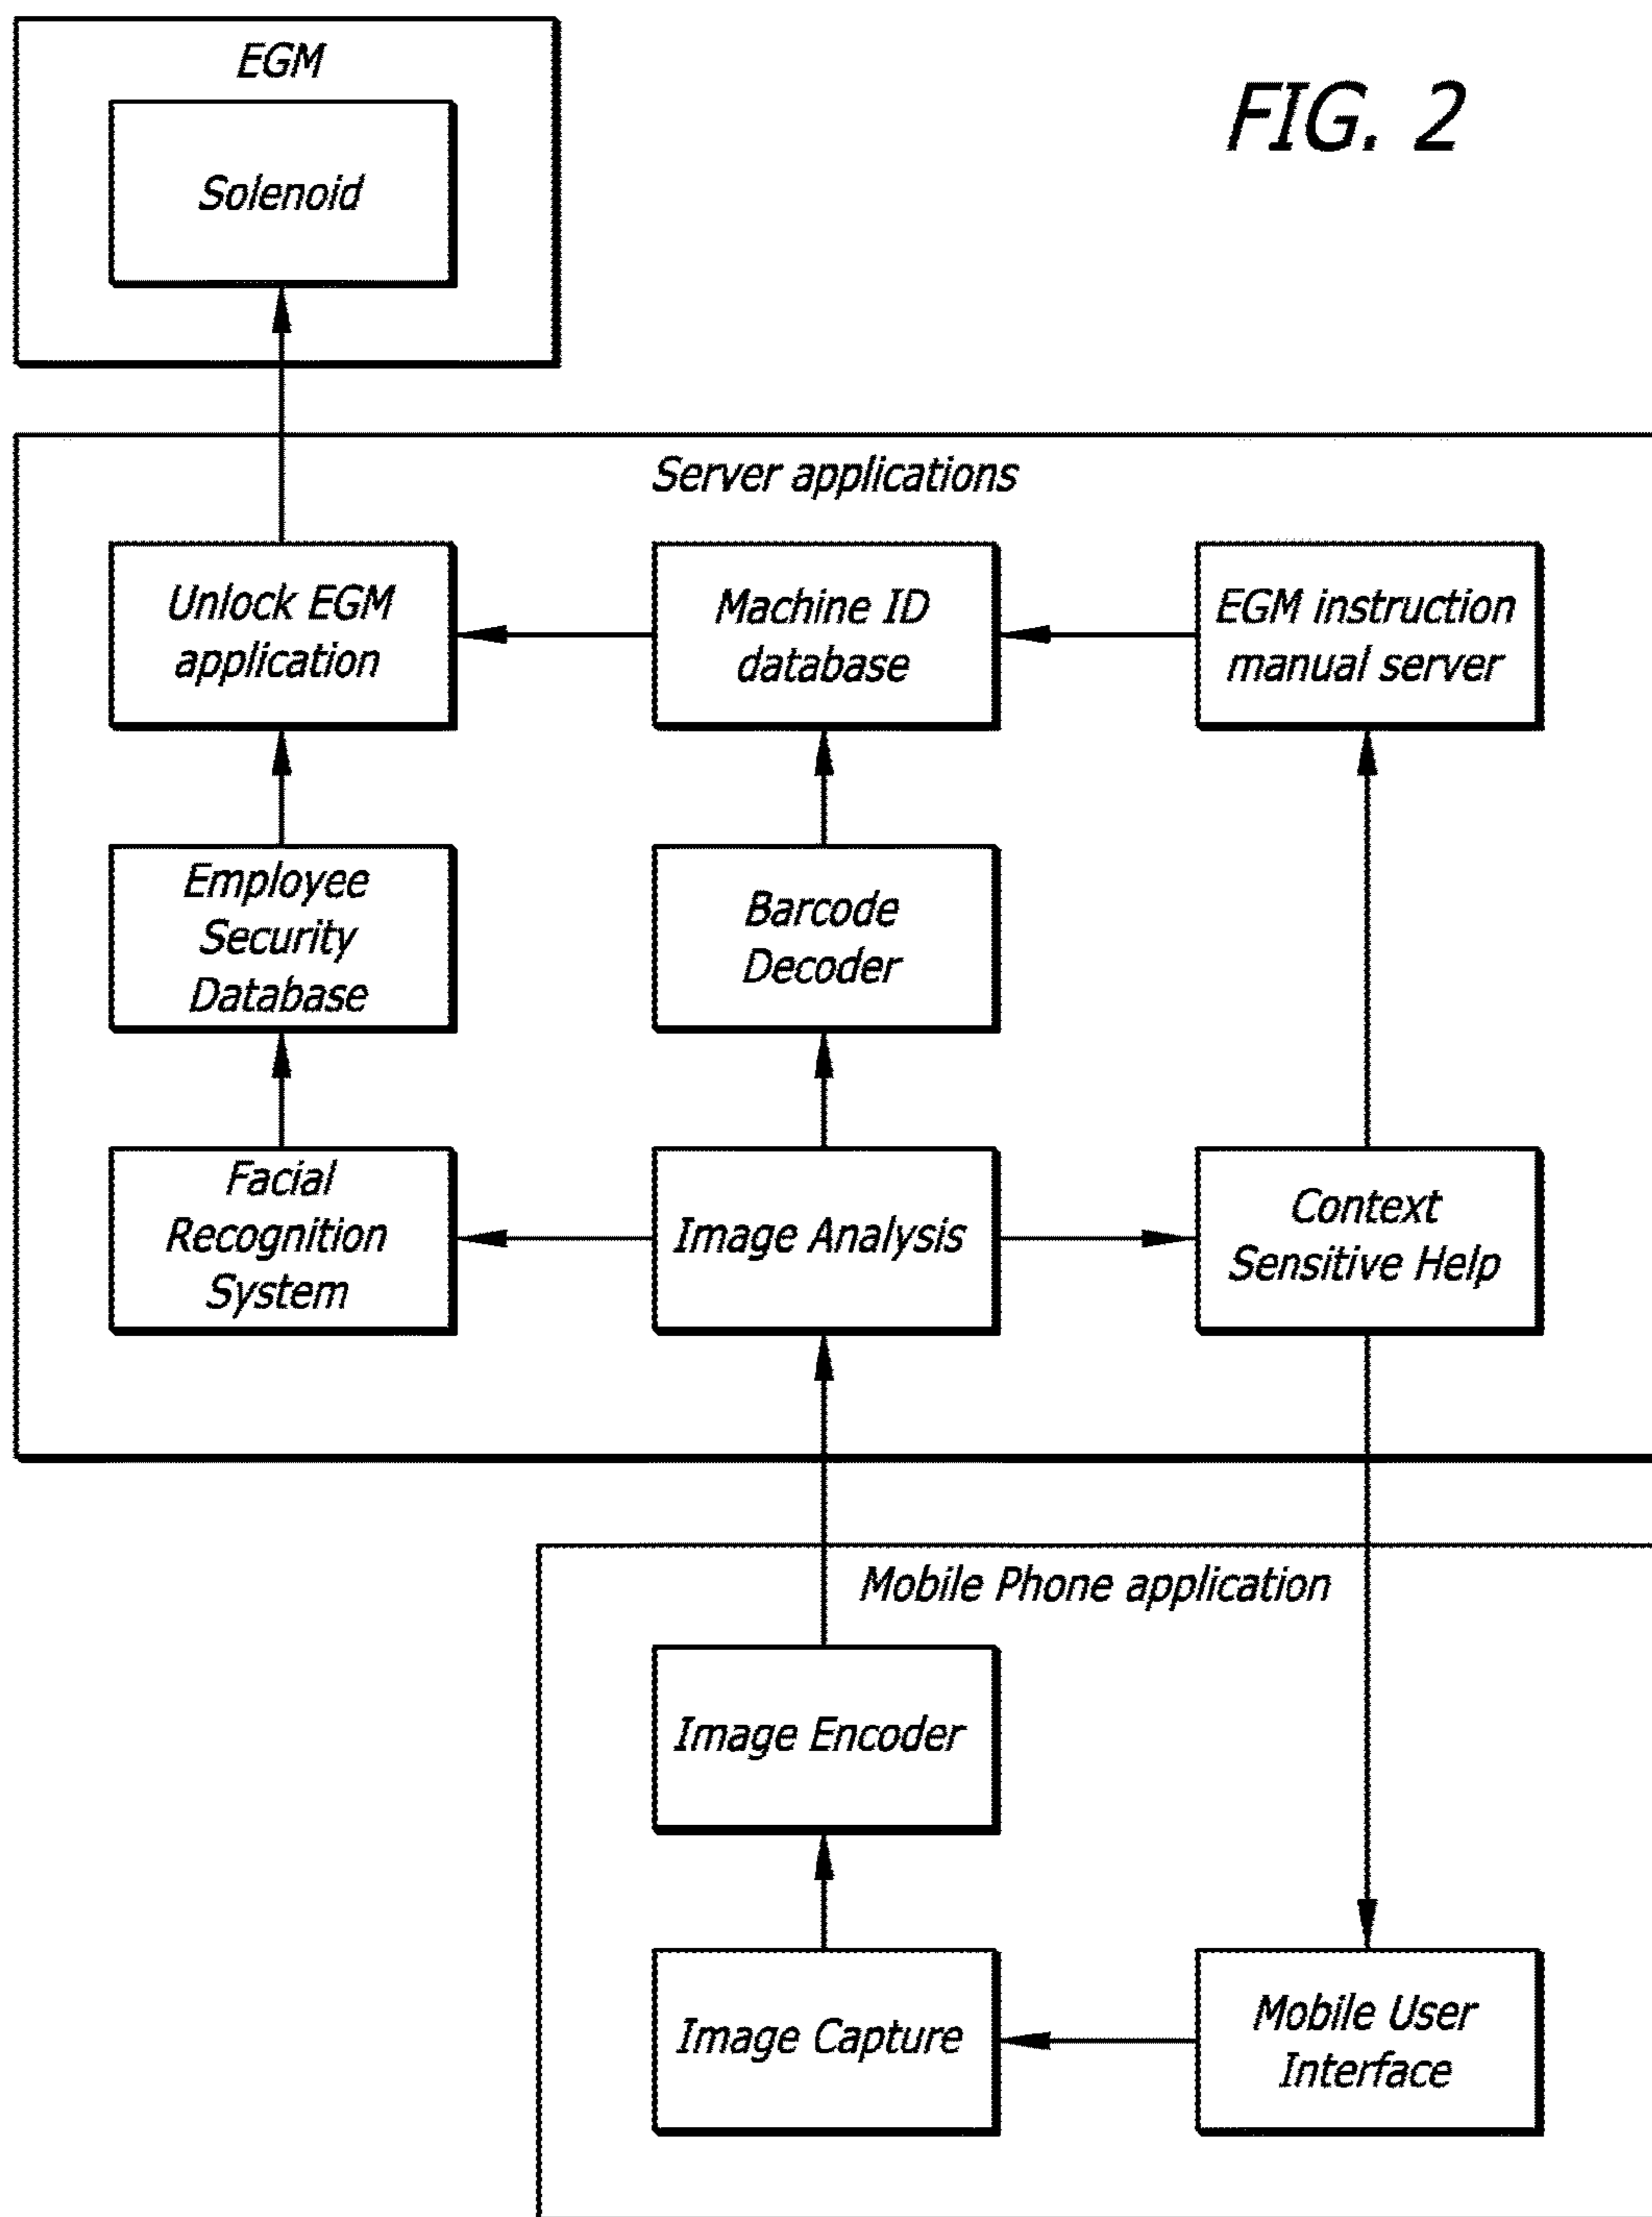 EGM
FIG. 2
Solenoid
Server applications
Unlock EGM
application
Machine ID
database
EGM instruction
manual server
Employee
Security
Database
Barcode
Decoder
Facial
Recognition
System
Image Analysis
Context
Sensitive Help
Mobile Phone application
Image Encoder
Image Capture
Mobile User
Interface